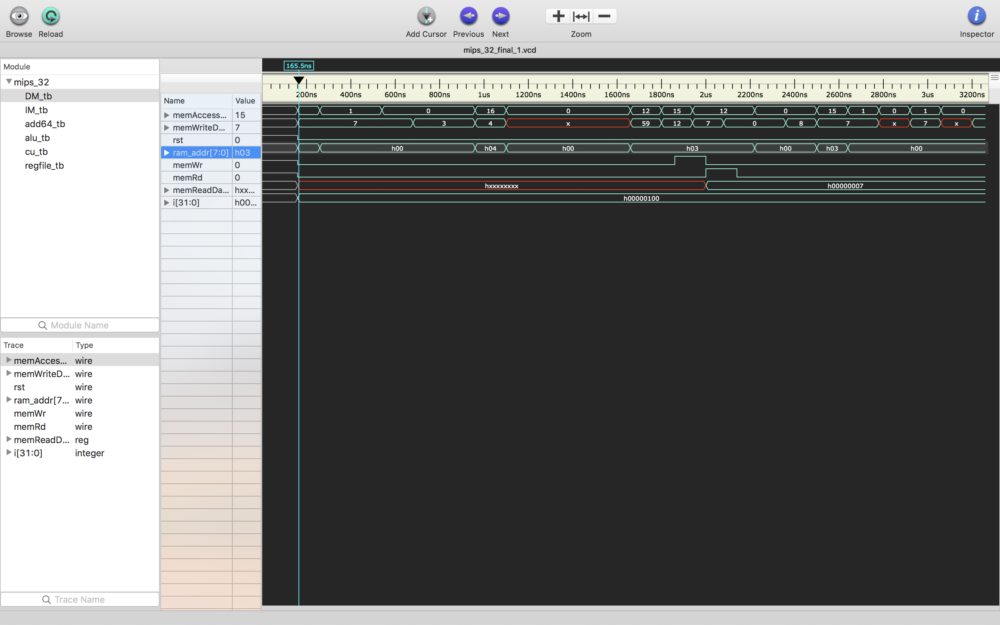 Browse Reload Add Cursor Previous Next Zoom Inspector
mips_32_final_1.vcd
Module
mips_32
DM_tb
IM_tb
add64_tb
alu_tb
cu_tb
regfile_tb
Module Name
Trace Type
memAcces... wire
memWriteD... wire
rst wire
ram_addr[7... wire
memWr wire
memRd wire
memReadD... reg
i[31:0] integer
Trace Name
165.5ns
200ns 400ns 600ns 800ns 1us 1200ns 1400ns 1600ns 1800ns 2us 2200ns 2400ns 2600ns 2800ns 3us 3200ns
Name Value
memAccess... 15 1 0 16 0 12 15 12 0 15 1 0 1 0
memWriteD... 7 7 3 4 x 59 12 7 0 8 7 x 7 x
rst 0
ram_addr[7:0] h03 h00 h04 h00 h03 h00 h03 h00
memWr 0
memRd 0
memReadDa... hxx... hxxxxxxxx h00000007
i[31:0] h00... h00000100